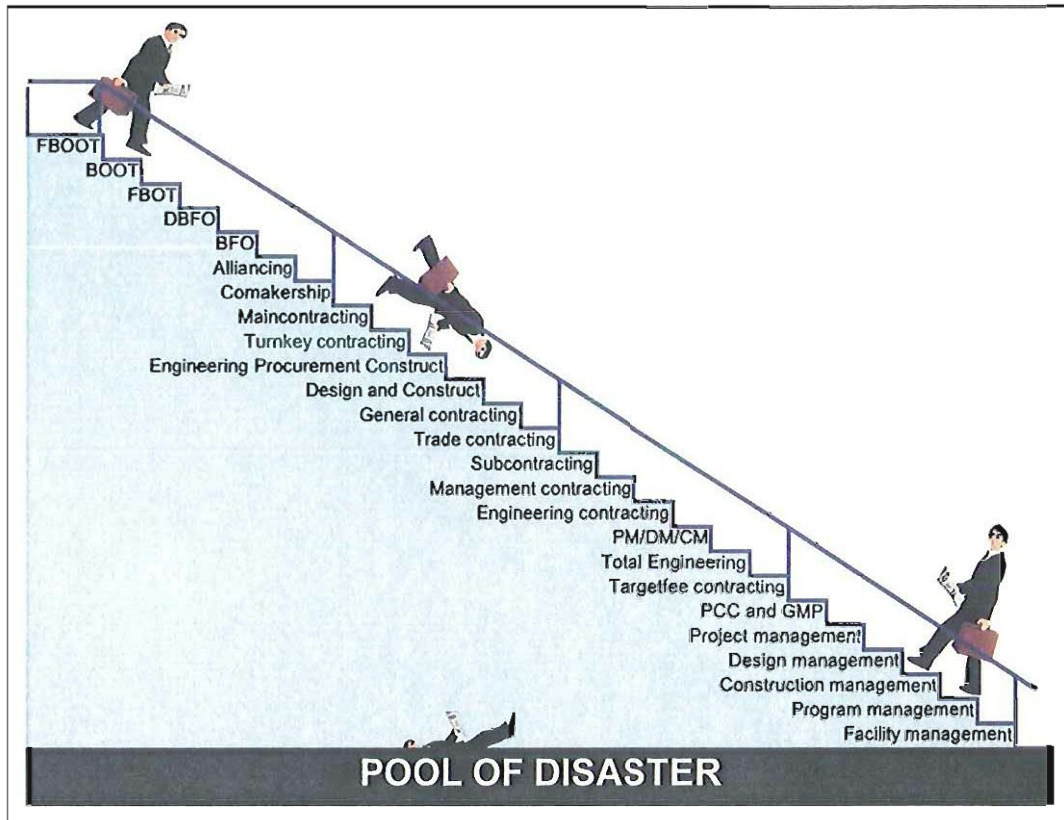 FBOOT
BOOT
FBOT
DBFO
BFO
Alliancing
Comakership
Maincontracting
Turnkey contracting
Engineering Procurement Construct
Design and Construct
General contracting
Trade contracting
Subcontracting
Management contracting
Engineering contracting
PM/DM/CM
Total Engineering
Targetfee contracting
PCC and GMP
Project management
Design management
Construction management
Program management
Facility management
POOL OF DISASTER